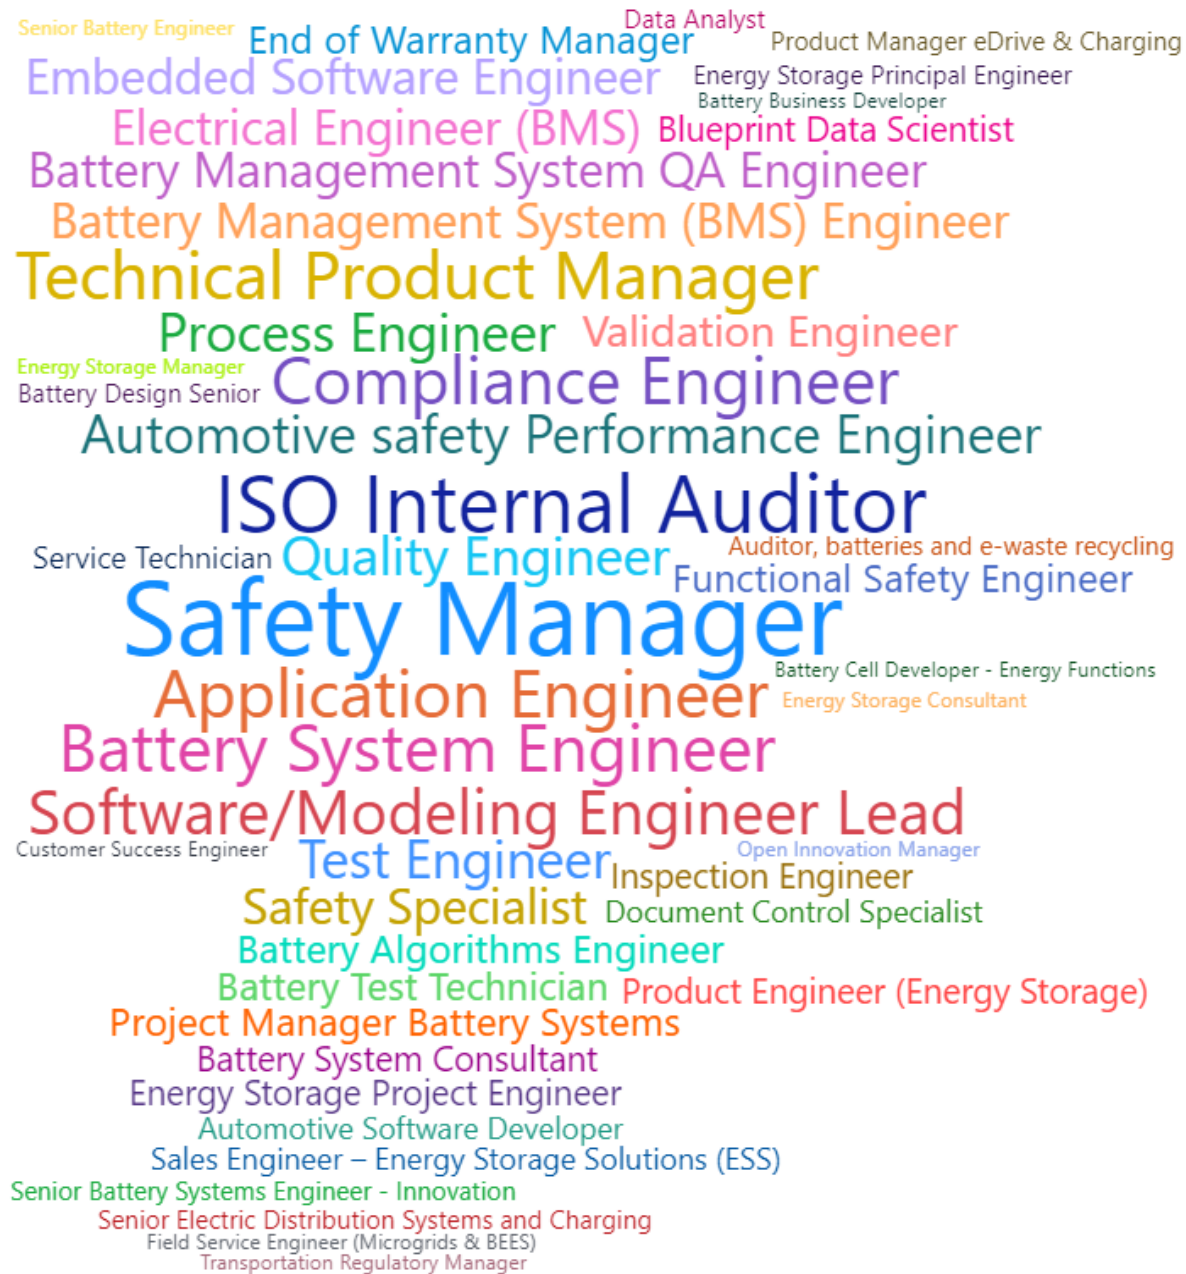 Senior Battery Engineer
End of Warranty Manager
Data Analyst
Product Manager eDrive & Charging
Embedded Software Engineer
Energy Storage Principal Engineer
Battery Business Developer
Electrical Engineer (BMS)
Blueprint Data Scientist
Battery Management System QA Engineer
Battery Management System (BMS) Engineer
Technical Product Manager
Process Engineer
Validation Engineer
Energy Storage Manager
Battery Design Senior
Compliance Engineer
Automotive safety Performance Engineer
ISO Internal Auditor
Service Technician
Quality Engineer
Auditor, batteries and e-waste recycling
Functional Safety Engineer
Safety Manager
Battery Cell Developer - Energy Functions
Application Engineer
Energy Storage Consultant
Battery System Engineer
Software/Modeling Engineer Lead
Customer Success Engineer
Test Engineer
Open Innovation Manager
Inspection Engineer
Safety Specialist
Document Control Specialist
Battery Algorithms Engineer
Battery Test Technician
Product Engineer (Energy Storage)
Project Manager Battery Systems
Battery System Consultant
Energy Storage Project Engineer
Automotive Software Developer
Sales Engineer – Energy Storage Solutions (ESS)
Senior Battery Systems Engineer - Innovation
Senior Electric Distribution Systems and Charging
Field Service Engineer (Microgrids & BEES)
Transportation Regulatory Manager